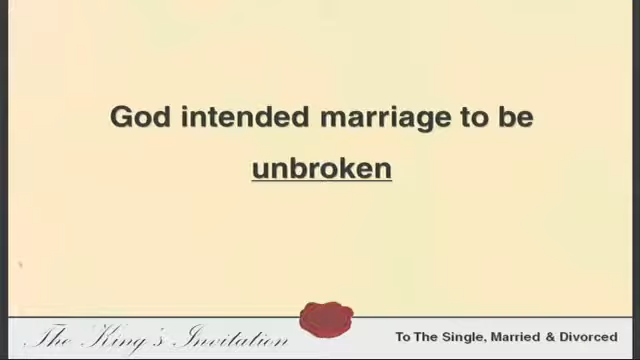 God intended marriage to be
unbroken
The King's Invitation
To The Single, Married & Divorced